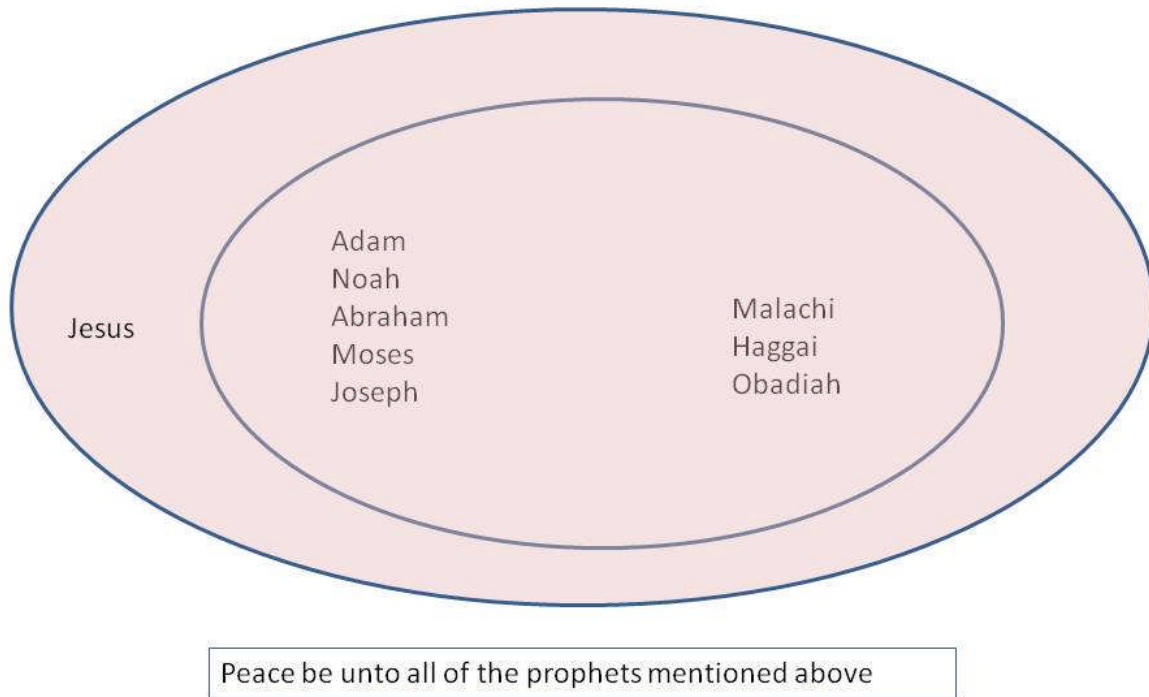 Jesus
Adam
Noah
Abraham
Moses
Joseph
Malachi
Haggai
Obadiah
Peace be unto all of the prophets mentioned above